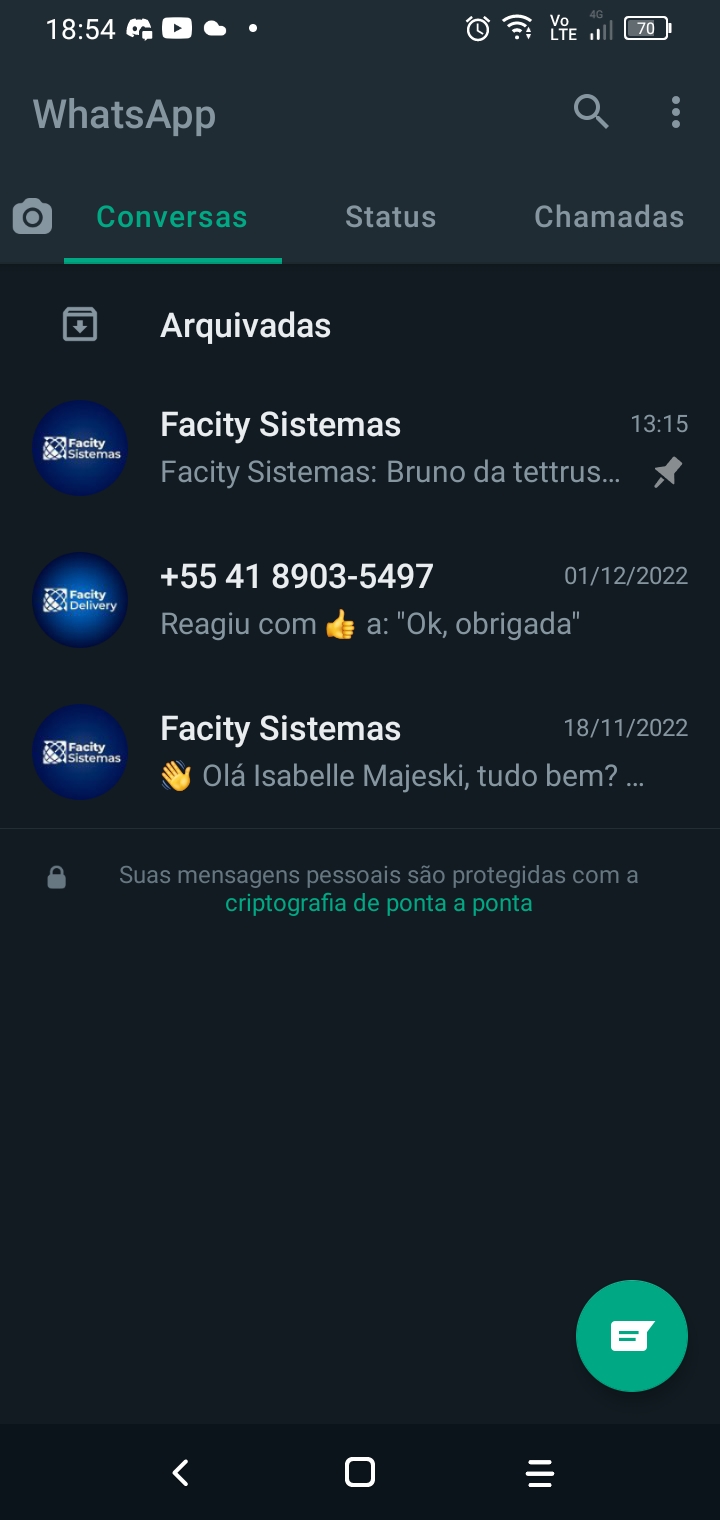 18:54
Vo LTE
4G
70
WhatsApp
Conversas Status Chamadas
Arquivadas
Facity Sistemas
Facity Sistemas 13:15
Facity Sistemas: Bruno da tettrus...
Facity Delivery
+55 41 8903-5497 01/12/2022
Reagiu com 👍 a: "Ok, obrigada"
Facity Sistemas
Facity Sistemas 18/11/2022
👋 Olá Isabelle Majeski, tudo bem? ...
Suas mensagens pessoais são protegidas com a
criptografia de ponta a ponta